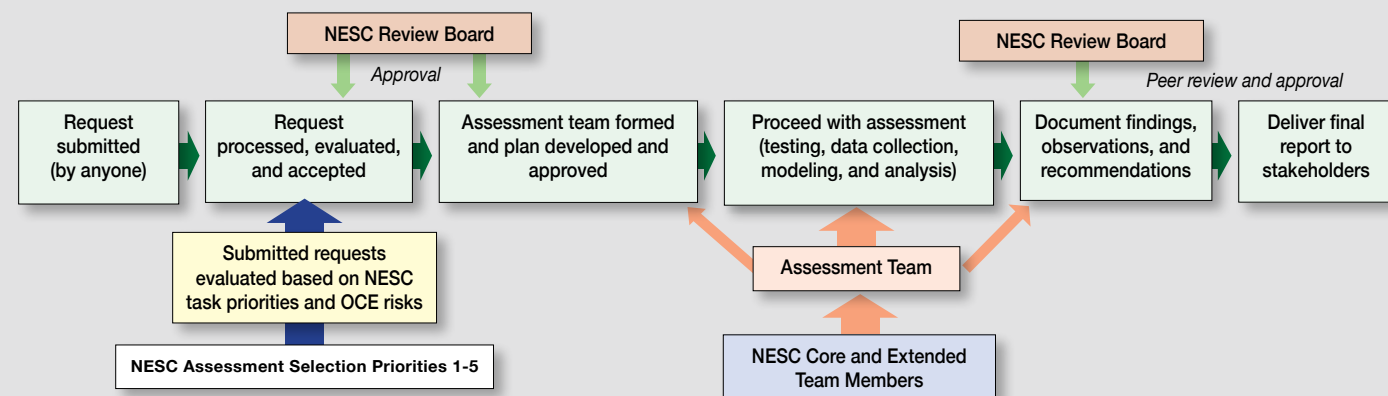 NESC Review Board
Approval
NESC Review Board
Peer review and approval
Request
submitted
(by anyone)
Request
processed, evaluated,
and accepted
Assessment team formed
and plan developed and
approved
Proceed with assessment
(testing, data collection,
modeling, and analysis)
Document findings,
observations, and
recommendations
Deliver final
report to
stakeholders
Submitted requests
evaluated based on NESC
task priorities and OCE risks
NESC Assessment Selection Priorities 1-5
Assessment Team
NESC Core and Extended
Team Members